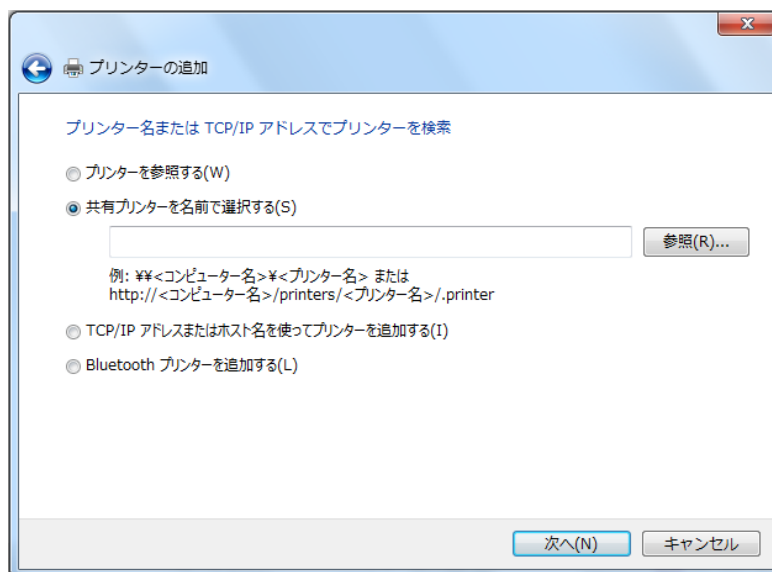 プリンターの追加
プリンター名または TCP/IP アドレスでプリンターを検索
プリンターを参照する(W)
共有プリンターを名前で選択する(S)
参照(R)...
例: ¥¥<コンピューター名>¥<プリンター名> または
http://<コンピューター名>/printers/<プリンター名>/.printer
TCP/IP アドレスまたはホスト名を使ってプリンターを追加する(I)
Bluetooth プリンターを追加する(L)
次へ(N)
キャンセル